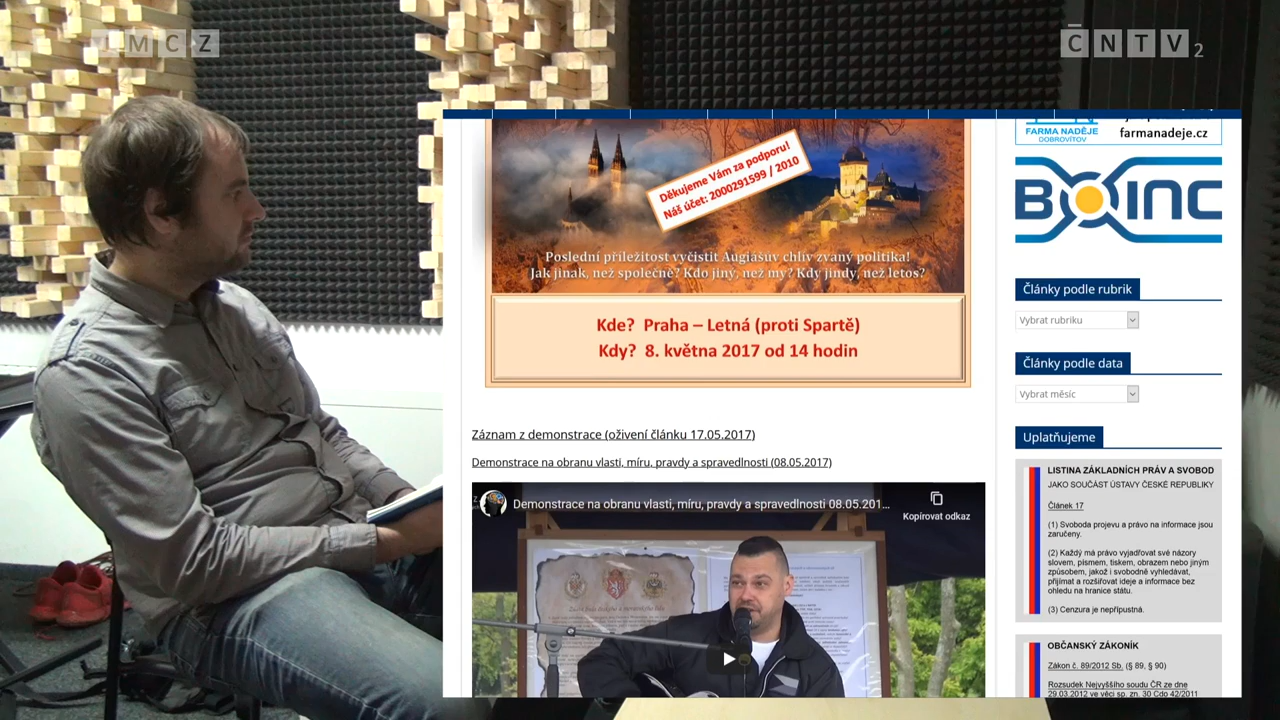 J M C Z
Č N T V 2
Děkujeme Vám za podporu!
Náš účet: 2000291599 | 2010
Poslední příležitost vyčistit Augiášův chlív zvaný politika!
Jak jinak, než společně? Kdo jiný, než my? Kdy jindy, než letos?
Kde? Praha – Letná (proti Spartě)
Kdy? 8. května 2017 od 14 hodin
Záznam z demonstrace (oživení článku 17.05.2017)
Demonstrace na obranu vlasti, míru, pravdy a spravedlnosti (08.05.2017)
Demonstrace na obranu vlasti, míru, pravdy a spravedlnosti 08.05.201...
Kopírovat odkaz
FARMA NADĚJE
DOBROVÍTOV
farmanadeje.cz
BOINC
Články podle rubrik
Vybrat rubriku
Články podle data
Vybrat měsíc
Uplatňujeme
LISTINA ZÁKLADNÍCH PRÁV A SVOBOD
JAKO SOUČÁST ÚSTAVY ČESKÉ REPUBLIKY
Článek 17
(1) Svoboda projevu a právo na informace jsou
zaručeny.
(2) Každý má právo vyjadřovat své názory
slovem, písmem, tiskem, obrazem nebo jiným
způsobem, jakož i svobodně vyhledávat,
přijímat a rozšiřovat ideje a informace bez
ohledu na hranice státu.
(3) Cenzura je nepřípustná.
OBČANSKÝ ZÁKONÍK
Zákon č. 89/2012 Sb. (§ 89, § 90)
Rozsudek Nejvyššího soudu ČR ze dne
29.03.2012 ve věci sp. zn. 30 Cdo 42/2011